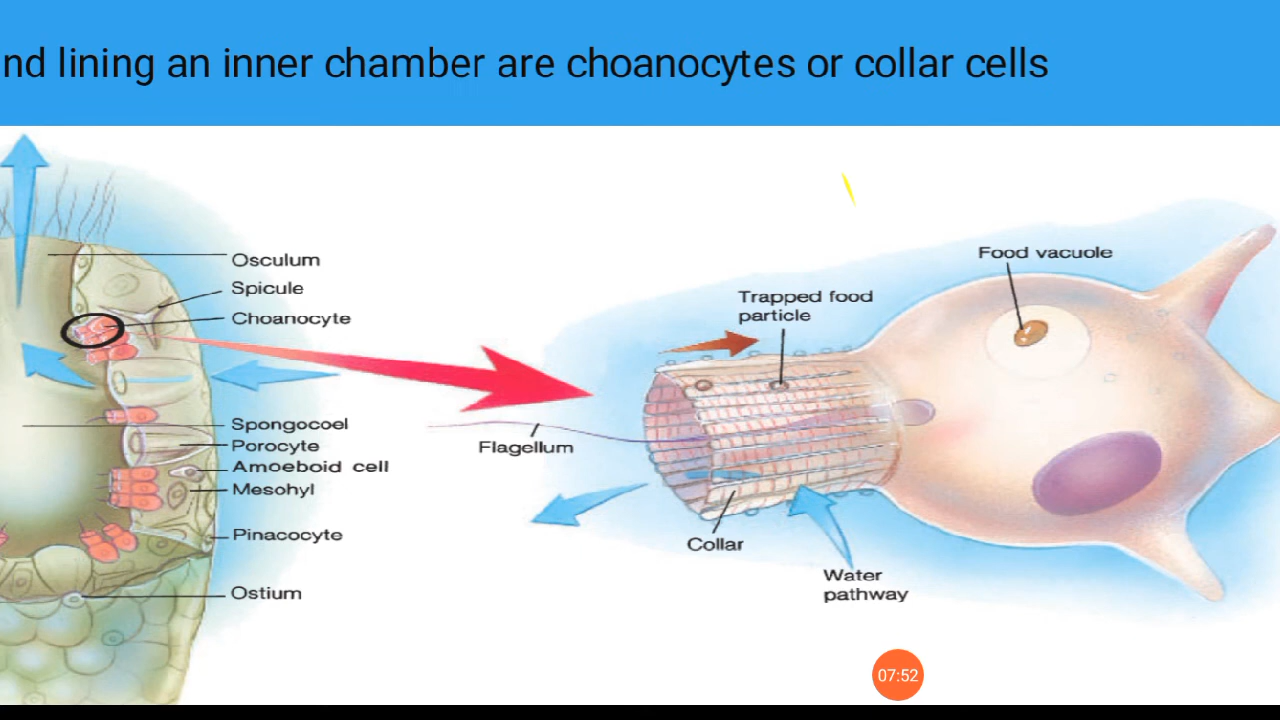 nd lining an inner chamber are choanocytes or collar cells
Osculum
Spicule
Choanocyte
Spongocoel
Porocyte
Amoeboid cell
Mesohyl
Pinacocyte
Ostium
Flagellum
Trapped food
particle
Food vacuole
Collar
Water
pathway
07:52